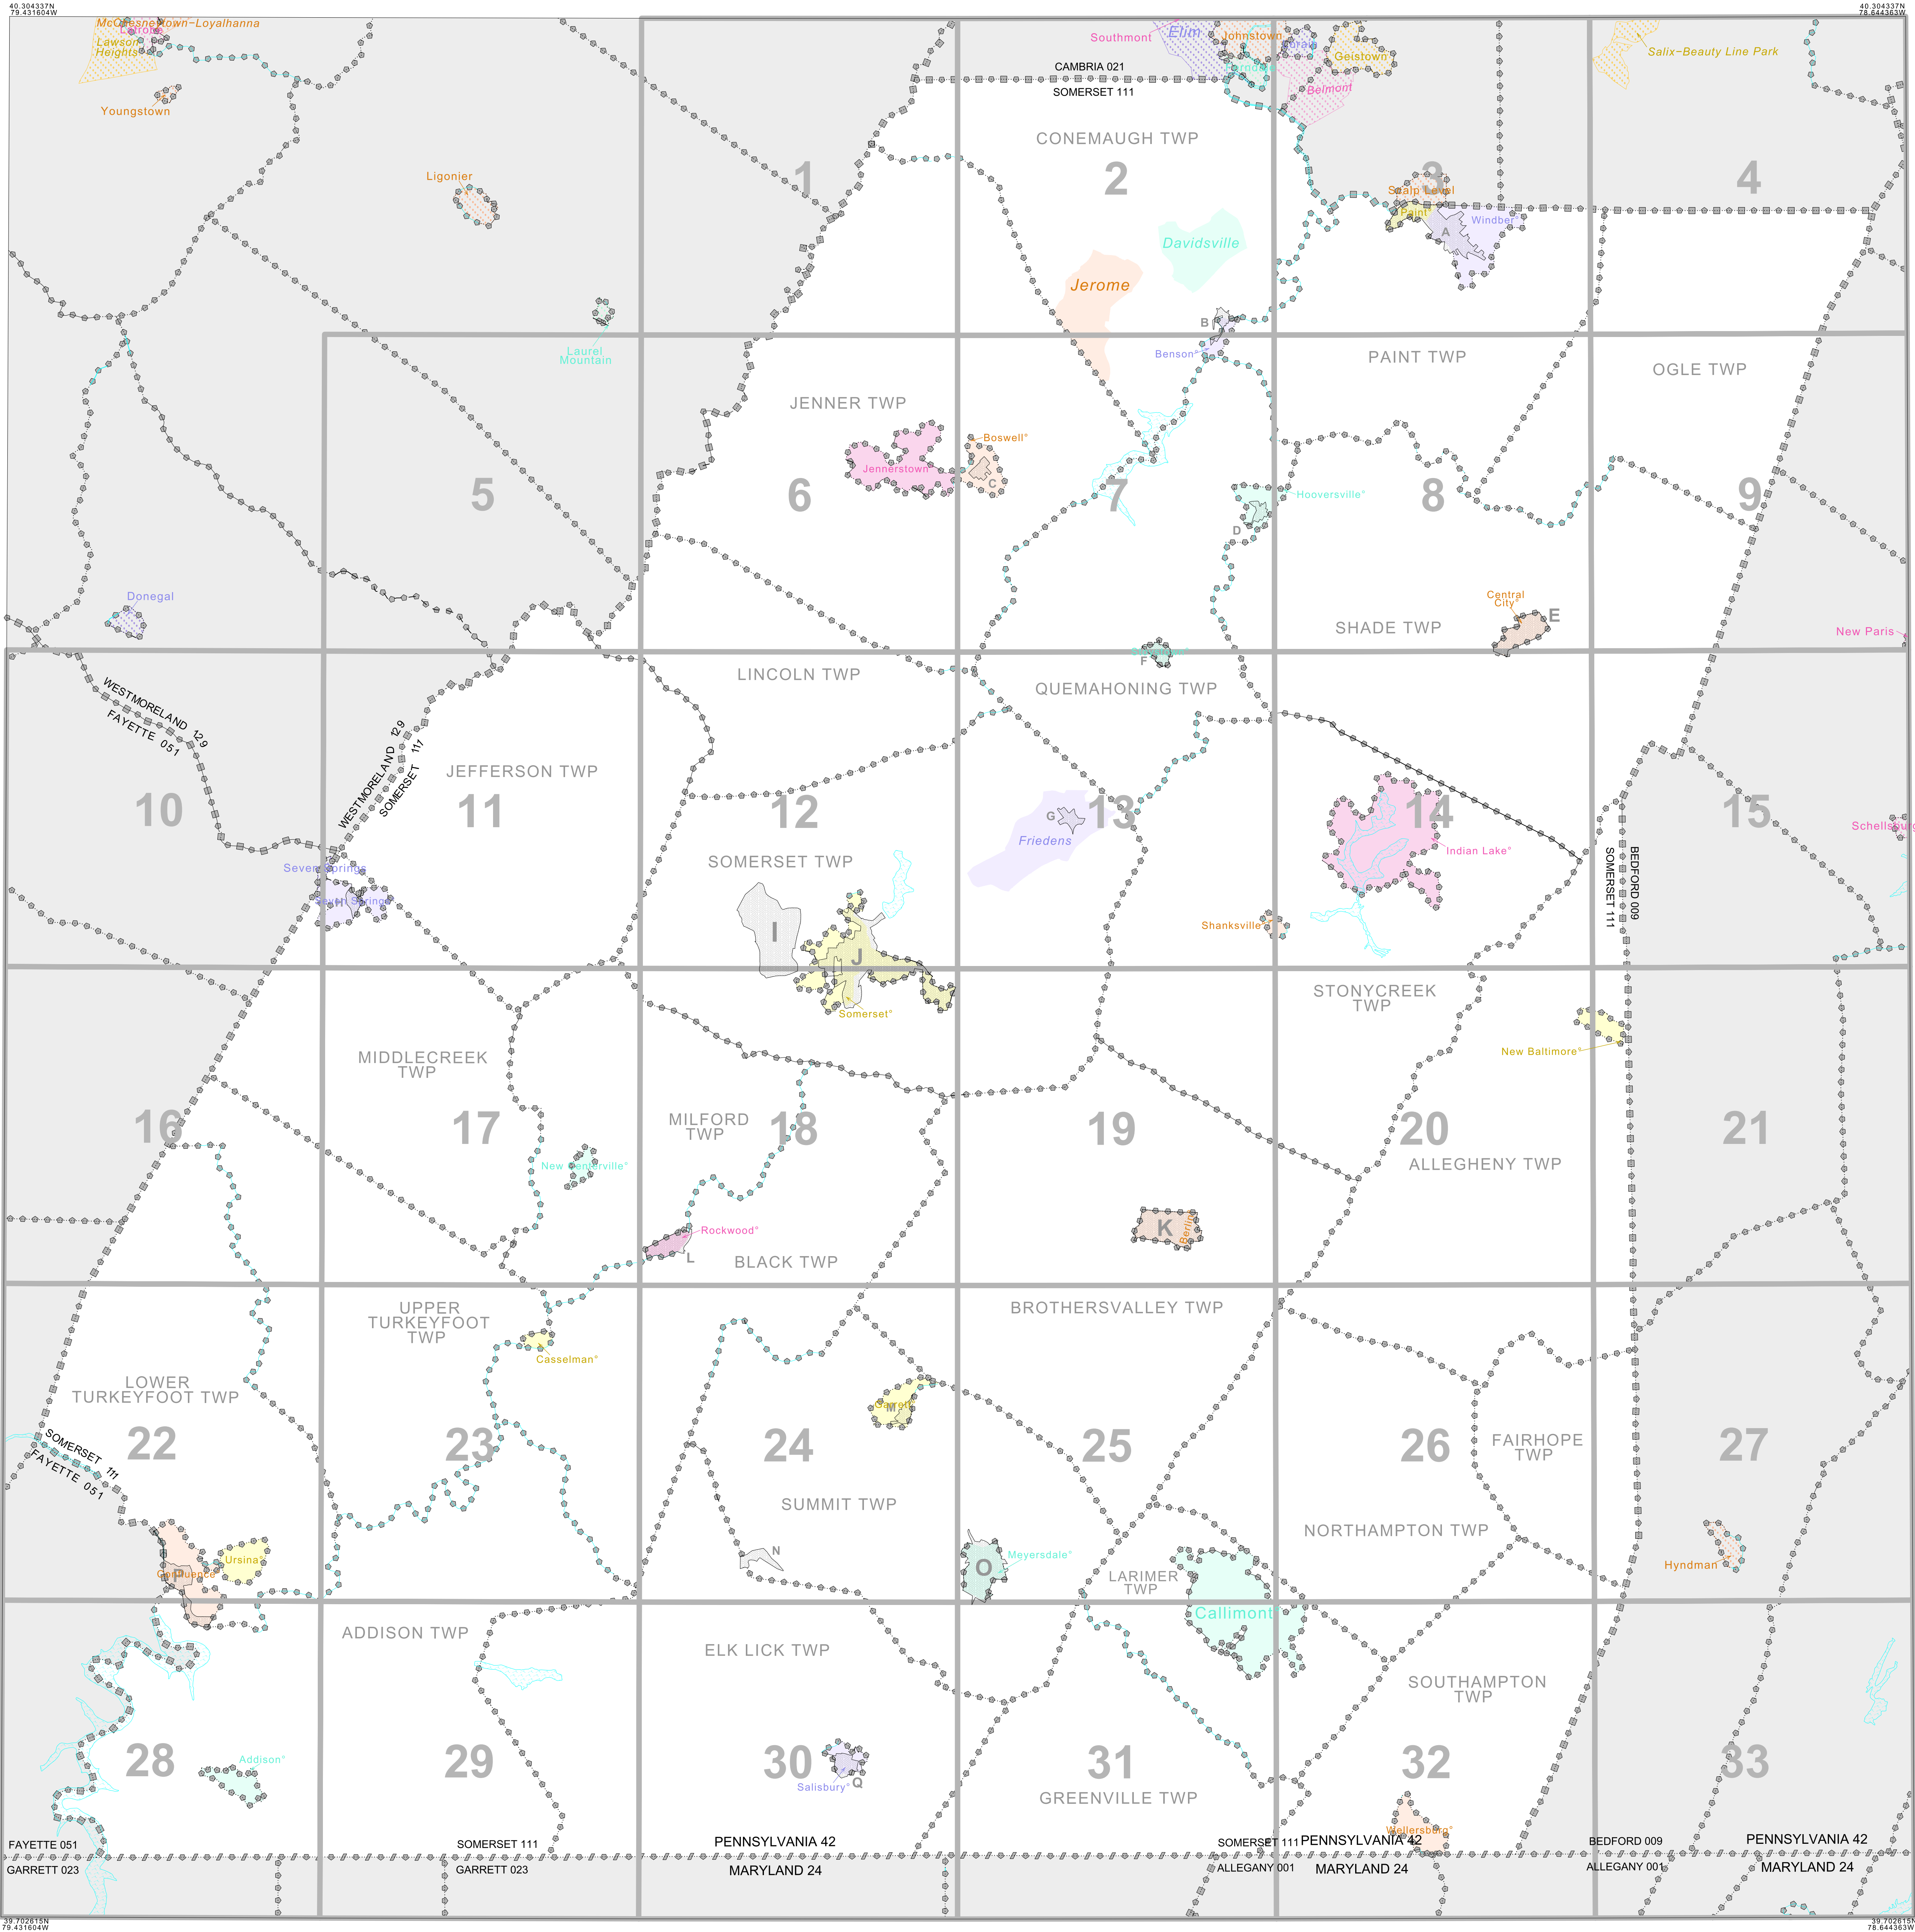 40.304337N
79.431604W
40.304337N
78.644363W
McChesneytown-Loyalhanna
Latrobe
Lawson
Heights
Youngstown
Southmont
Elim
Johnstown
Ferndale
Geistown
Belmont
Salix-Beauty Line Park
CAMBRIA 021
SOMERSET 111
CONEMAUGH TWP
1
2
3
4
Ligonier
Scalp Level
Paint°
Windber°
A
Davidsville
Jerome
B
Benson°
Laurel
Mountain
PAINT TWP
OGLE TWP
JENNER TWP
Boswell°
Jennerstown
C
5
6
7
8
9
Hooversville°
D
Donegal
Central
City°
E
SHADE TWP
New Paris
F
LINCOLN TWP
QUEMAHONING TWP
WESTMORELAND 129
FAYETTE 051
WESTMORELAND 129
SOMERSET 111
JEFFERSON TWP
10
11
12
13
14
15
G
Friedens
Schellsburg
Indian Lake°
SOMERSET TWP
Seven Springs
Seven Springs
H
BEDFORD 009
SOMERSET 111
I
J
Shanksville°
STONYCREEK
TWP
Somerset°
New Baltimore°
MIDDLECREEK
TWP
MILFORD
TWP
16
17
18
19
20
21
New Centerville°
ALLEGHENY TWP
Rockwood°
L
K
Berlin
BLACK TWP
UPPER
TURKEYFOOT
TWP
BROTHERSVALLEY TWP
Casselman°
LOWER
TURKEYFOOT TWP
Garrett°
M
SOMERSET 111
FAYETTE 051
22
23
24
25
26
27
FAIRHOPE
TWP
SUMMIT TWP
NORTHAMPTON TWP
N
Ursina°
Confluence°
P
O
Meyersdale°
LARIMER
TWP
Hyndman
Callimont°
ADDISON TWP
ELK LICK TWP
SOUTHAMPTON
TWP
28
29
30
31
32
33
Addison°
Salisbury°
Q
GREENVILLE TWP
Wellersburg°
FAYETTE 051
GARRETT 023
SOMERSET 111
GARRETT 023
PENNSYLVANIA 42
MARYLAND 24
SOMERSET 111
ALLEGANY 001
PENNSYLVANIA 42
MARYLAND 24
BEDFORD 009
ALLEGANY 001
PENNSYLVANIA 42
MARYLAND 24
39.702615N
79.431604W
39.702615N
78.644363W